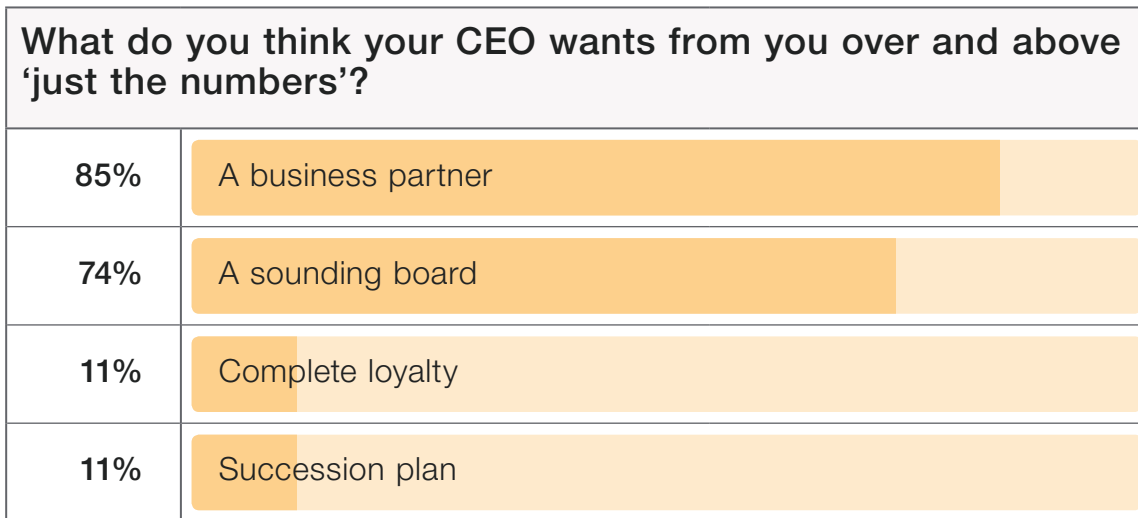 What do you think your CEO wants from you over and above
‘just the numbers’?
85% A business partner
74% A sounding board
11% Complete loyalty
11% Succession plan